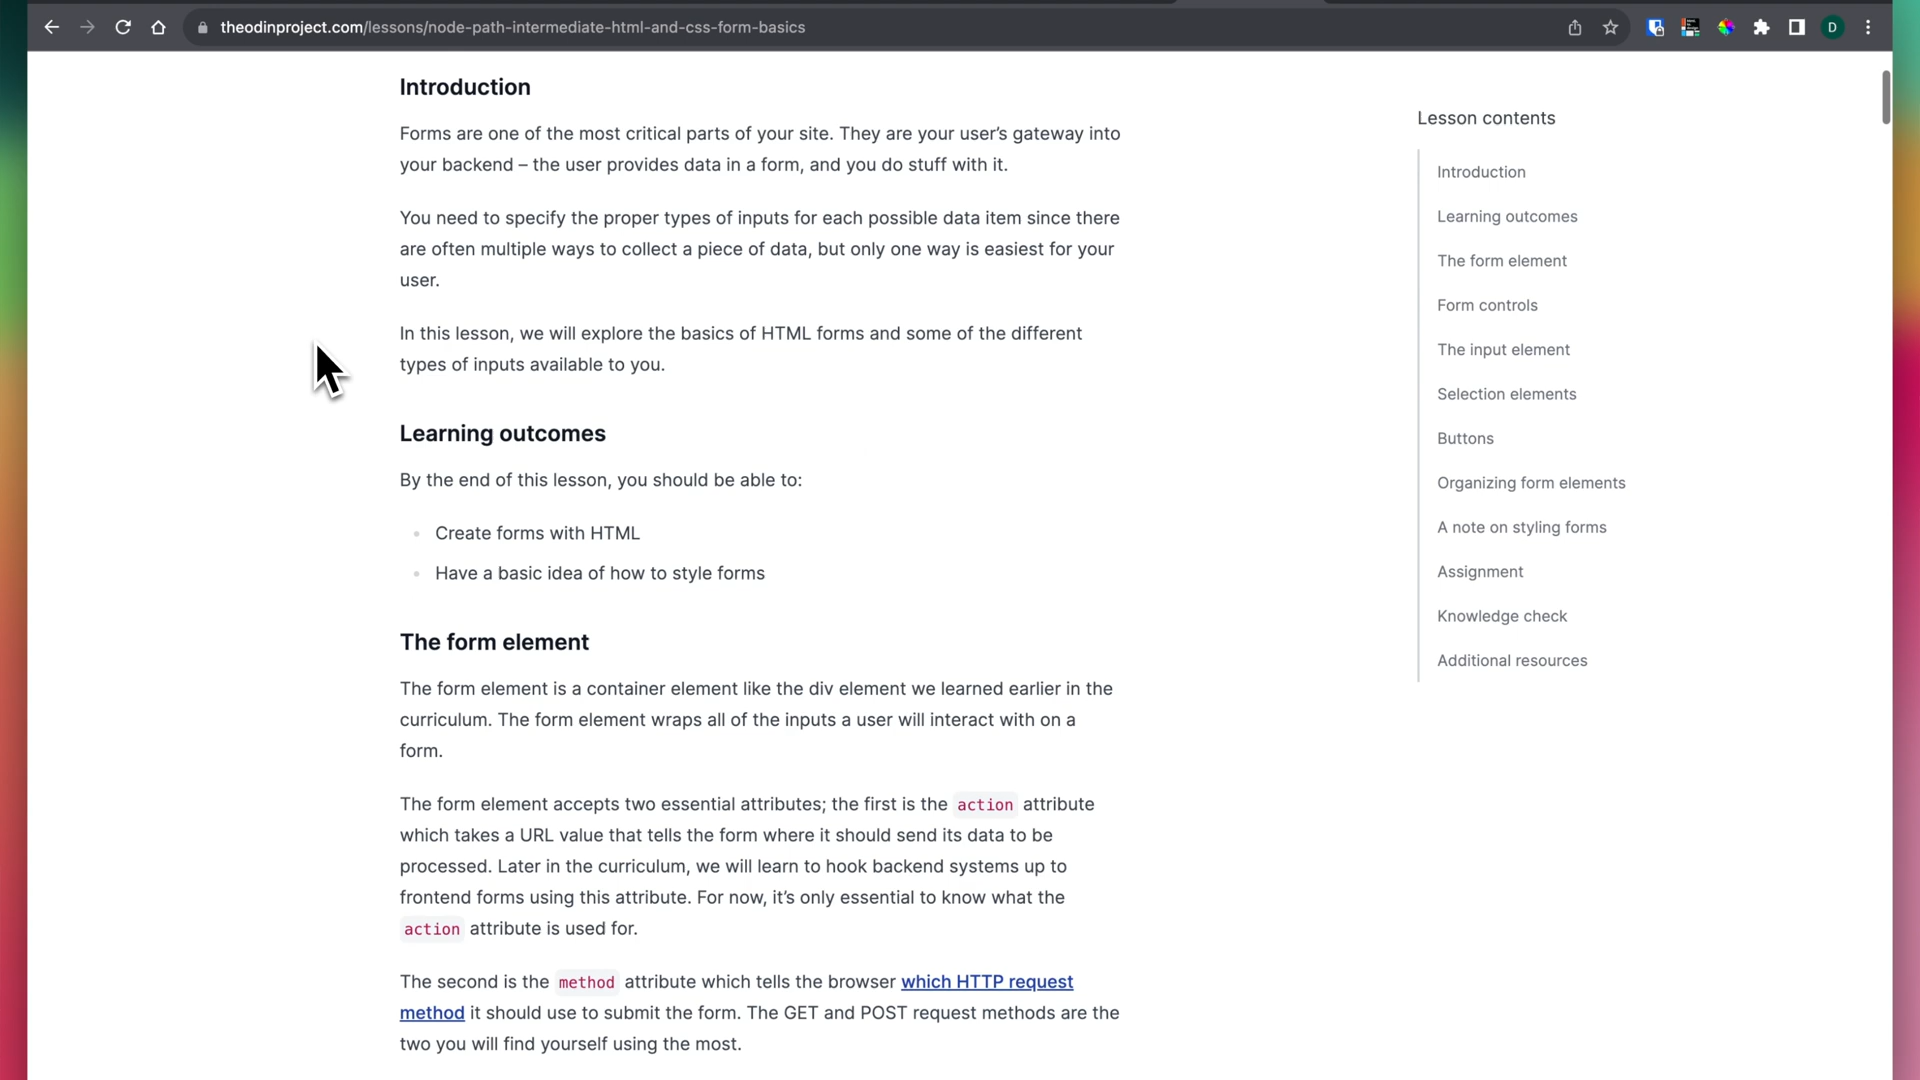 theodinproject.com/lessons/node-path-intermediate-html-and-css-form-basics
D
Introduction
Forms are one of the most critical parts of your site. They are your user’s gateway into
your backend – the user provides data in a form, and you do stuff with it.
You need to specify the proper types of inputs for each possible data item since there
are often multiple ways to collect a piece of data, but only one way is easiest for your
user.
In this lesson, we will explore the basics of HTML forms and some of the different
types of inputs available to you.
Learning outcomes
By the end of this lesson, you should be able to:
Create forms with HTML
Have a basic idea of how to style forms
The form element
The form element is a container element like the div element we learned earlier in the
curriculum. The form element wraps all of the inputs a user will interact with on a
form.
The form element accepts two essential attributes; the first is the action attribute
which takes a URL value that tells the form where it should send its data to be
processed. Later in the curriculum, we will learn to hook backend systems up to
frontend forms using this attribute. For now, it’s only essential to know what the
action attribute is used for.
The second is the method attribute which tells the browser which HTTP request
method it should use to submit the form. The GET and POST request methods are the
two you will find yourself using the most.
Lesson contents
Introduction
Learning outcomes
The form element
Form controls
The input element
Selection elements
Buttons
Organizing form elements
A note on styling forms
Assignment
Knowledge check
Additional resources